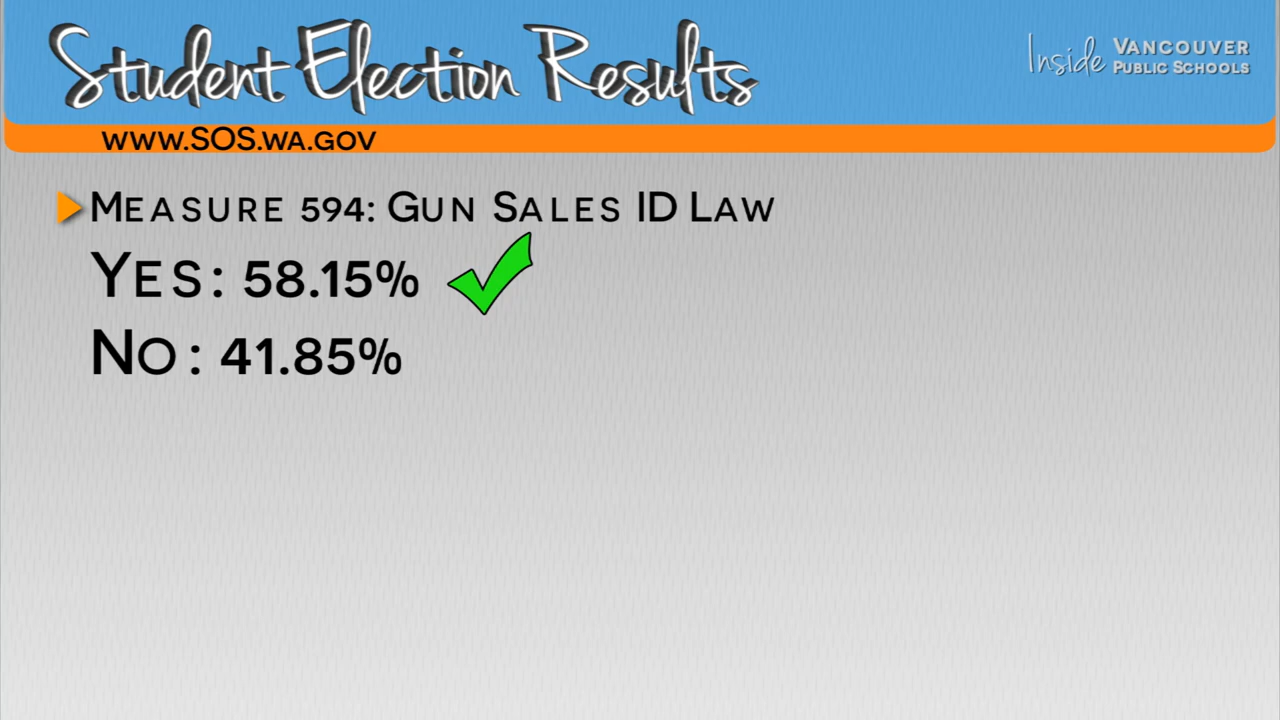 Student Election Results
Inside VANCOUVER PUBLIC SCHOOLS
www.SOS.WA.GOV
MEASURE 594: GUN SALES ID LAW
YES: 58.15%
NO: 41.85%